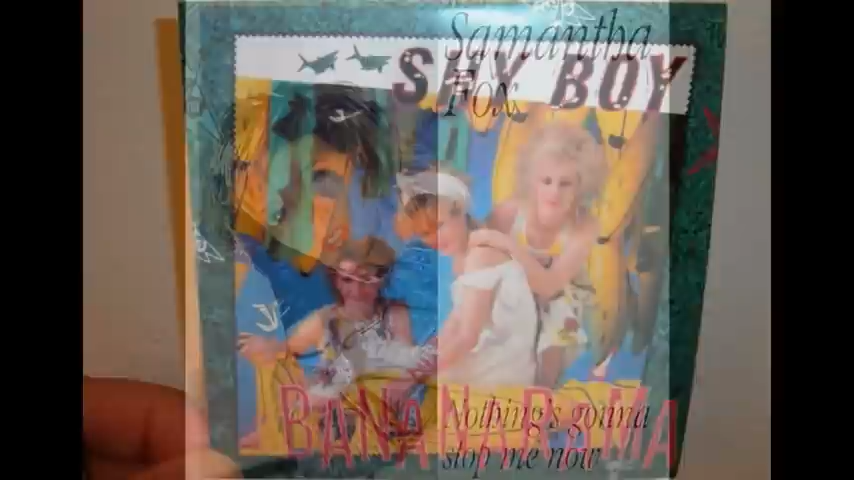 Samantha
Fox
SHY BOY
BANANARAMA
Nothing's gonna
stop me now